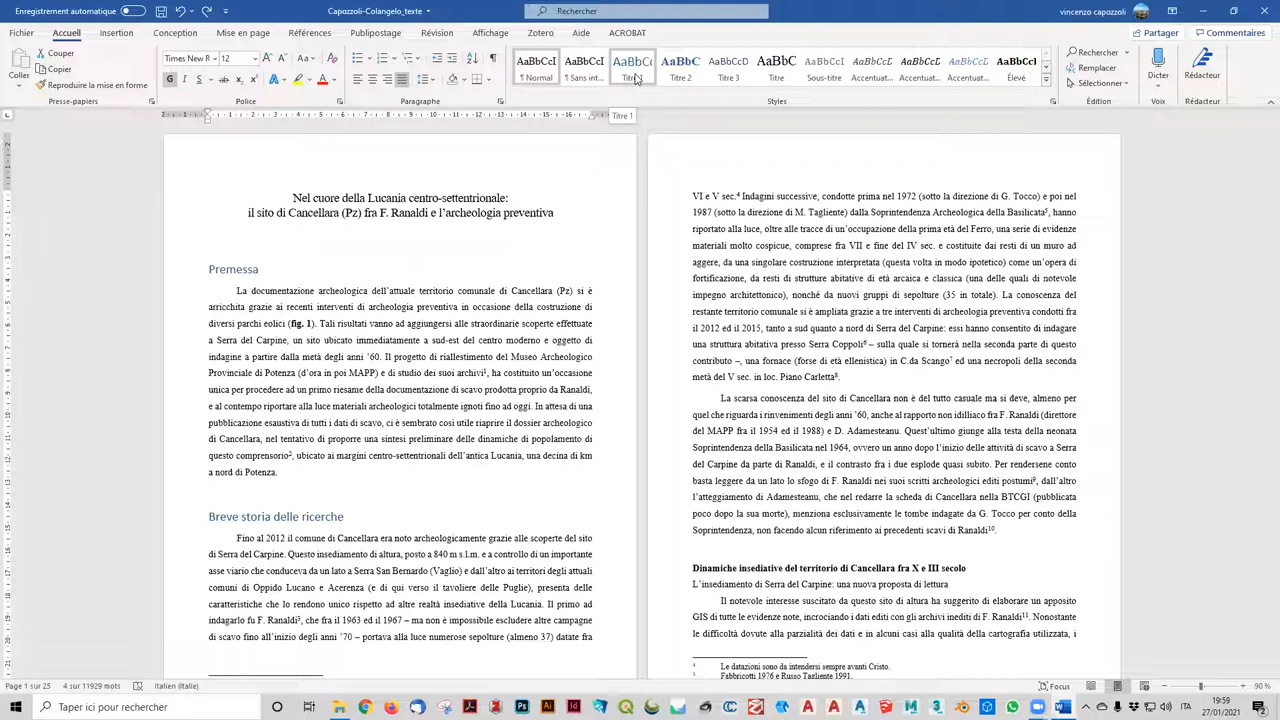 Enregistrement automatique
Capozzoli-Colangelo-testo
Rechercher
vincenzo capozzoli
Fichier Accueil Insertion Conception Mise en page Références Publipostage Révision Affichage Zotero Aide ACROBAT
Partager Commentaires
Coller
Couper
Copier
Reproduire la mise en forme
Presse-papiers
Times New R 12
Police
Paragraphe
AaBbCcI AaBbCcI AaBbCc AaBbC AaBbCcD AaBbC AaBbCcI AaBbCcL AaBbCcL AaBbCcL AaBbCcI
¶ Normal ¶ Sans int... Titre 1 Titre 2 Titre 3 Titre Sous-titre Accentuat... Accentuat... Accentuat... Élevé
Styles
Rechercher
Remplacer
Sélectionner
Édition
Dicter
Voix
Rédacteur
Rédacteur
Titre 1
Nel cuore della Lucania centro-settentrionale:
il sito di Cancellara (Pz) fra F. Ranaldi e l’archeologia preventiva
Premessa
La documentazione archeologica dell’attuale territorio comunale di Cancellara (Pz) si è
arricchita grazie ai recenti interventi di archeologia preventiva in occasione della costruzione di
diversi parchi eolici (fig. 1). Tali risultati vanno ad aggiungersi alle straordinarie scoperte effettuate
a Serra del Carpine, un sito ubicato immediatamente a sud-est del centro moderno e oggetto di
indagine a partire dalla metà degli anni ’60. Il progetto di riallestimento del Museo Archeologico
Provinciale di Potenza (d’ora in poi MAPP) e di studio dei suoi archivi¹, ha costituito un’occasione
unica per procedere ad un primo riesame della documentazione di scavo prodotta proprio da Ranaldi,
e al contempo riportare alla luce materiali archeologici totalmente ignoti fino ad oggi. In attesa di una
pubblicazione esaustiva di tutti i dati di scavo, ci è sembrato così utile riaprire il dossier archeologico
di Cancellara, nel tentativo di proporre una sintesi preliminare delle dinamiche di popolamento di
questo comprensorio², ubicato ai margini centro-settentrionali dell’antica Lucania, una decina di km
a nord di Potenza.
Breve storia delle ricerche
Fino al 2012 il comune di Cancellara era noto archeologicamente grazie alle scoperte del sito
di Serra del Carpine. Questo insediamento di altura, posto a 840 m s.l.m. e a controllo di un importante
asse viario che conduceva da un lato a Serra San Bernardo (Vaglio) e dall’altro ai territori degli attuali
comuni di Oppido Lucano e Acerenza (e di qui verso il tavoliere delle Puglie), presenta delle
caratteristiche che lo rendono unico rispetto ad altre realtà insediative della Lucania. Il primo ad
indagarlo fu F. Ranaldi³, che fra il 1963 ed il 1967 – ma non è impossibile escludere altre campagne
di scavo fino all’inizio degli anni ’70 – portava alla luce numerose sepolture (almeno 37) datate fra
VI e V sec.⁴ Indagini successive, condotte prima nel 1972 (sotto la direzione di G. Tocco) e poi nel
1987 (sotto la direzione di M. Tagliente) dalla Soprintendenza Archeologica della Basilicata⁵, hanno
riportato alla luce, oltre alle tracce di un’occupazione della prima età del Ferro, una serie di evidenze
materiali molto cospicue, comprese fra VII e fine del IV sec. e costituite dai resti di un muro ad
aggere, da una singolare costruzione interpretata (questa volta in modo ipotetico) come un’opera di
fortificazione, da resti di strutture abitative di età arcaica e classica (una delle quali di notevole
impegno architettonico), nonché da nuovi gruppi di sepolture (35 in totale). La conoscenza del
restante territorio comunale si è ampliata grazie a tre interventi di archeologia preventiva condotti fra
il 2012 ed il 2015, tanto a sud quanto a nord di Serra del Carpine: essi hanno consentito di indagare
una struttura abitativa presso Serra Coppoli⁶ – sulla quale si tornerà nella seconda parte di questo
contributo –, una fornace (forse di età ellenistica) in C.da Scango⁷ ed una necropoli della seconda
metà del V sec. in loc. Piano Carletta⁸.
La scarsa conoscenza del sito di Cancellara non è del tutto casuale ma si deve, almeno per
quel che riguarda i rinvenimenti degli anni ’60, anche al rapporto non idilliaco fra F. Ranaldi (direttore
del MAPP fra il 1954 ed il 1988) e D. Adamesteanu. Quest’ultimo giunge alla testa della neonata
Soprintendenza della Basilicata nel 1964, ovvero un anno dopo l’inizio delle attività di scavo a Serra
del Carpine da parte di Ranaldi, e il contrasto fra i due esplode quasi subito. Per rendersene conto
basta leggere da un lato lo sfogo di F. Ranaldi nei suoi scritti archeologici editi postumi⁹, dall’altro
l’atteggiamento di Adamesteanu, che nel redarre la scheda di Cancellara nella BTCGI (pubblicata
poco dopo la sua morte), menziona esclusivamente le tombe indagate da G. Tocco per conto della
Soprintendenza, non facendo alcun riferimento ai precedenti scavi di Ranaldi¹⁰.
Dinamiche insediative del territorio di Cancellara fra X e III secolo
L’insediamento di Serra del Carpine: una nuova proposta di lettura
Il notevole interesse suscitato da questo sito di altura ha suggerito di elaborare un apposito
GIS di tutte le evidenze note, incrociando i dati editi con gli archivi inediti di F. Ranaldi¹¹. Nonostante
le difficoltà dovute alla parzialità dei dati e in alcuni casi alla qualità della cartografia utilizzata, i
⁴ Le datazioni sono da intendersi sempre avanti Cristo.
⁵ Fabbricotti 1976 e Russo Tagliente 1991.
Page 1 sur 25 4 sur 11929 mots Italien (Italie)
Focus
90 %
Taper ici pour rechercher
ITA
19:59
27/01/2021